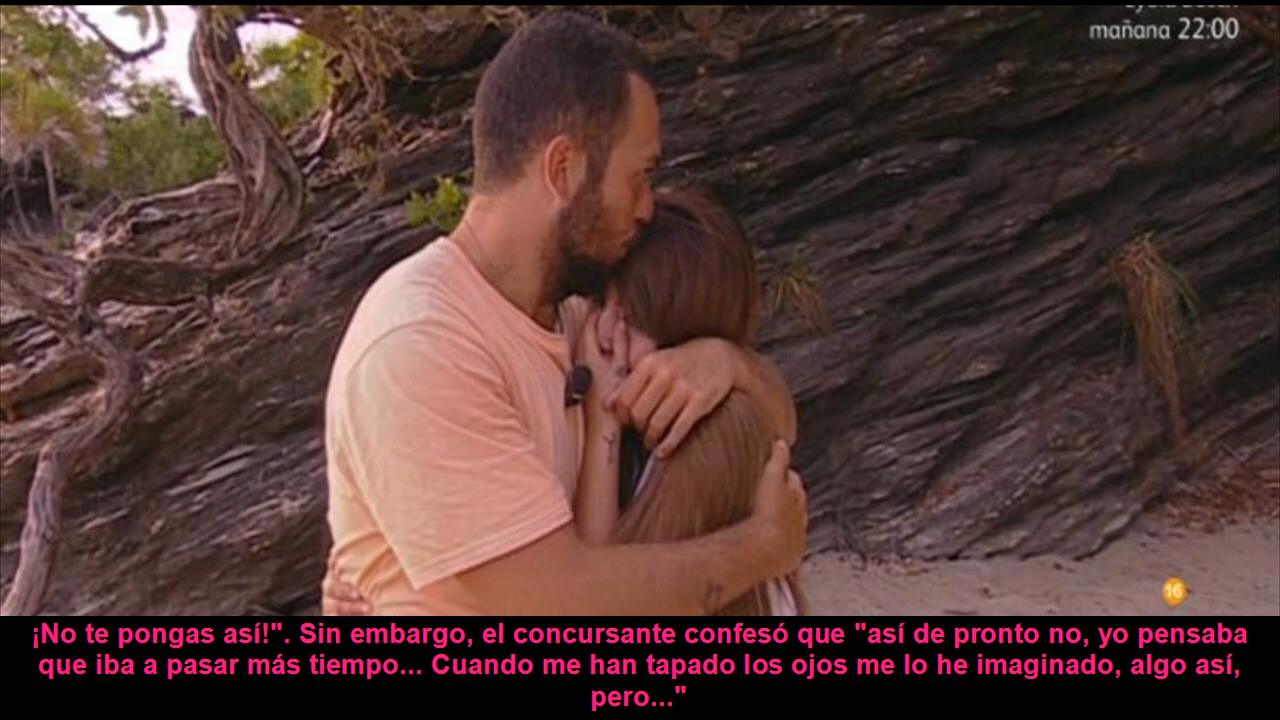 mañana 22:00
16
¡No te pongas así!". Sin embargo, el concursante confesó que "así de pronto no, yo pensaba
que iba a pasar más tiempo... Cuando me han tapado los ojos me lo he imaginado, algo así,
pero..."